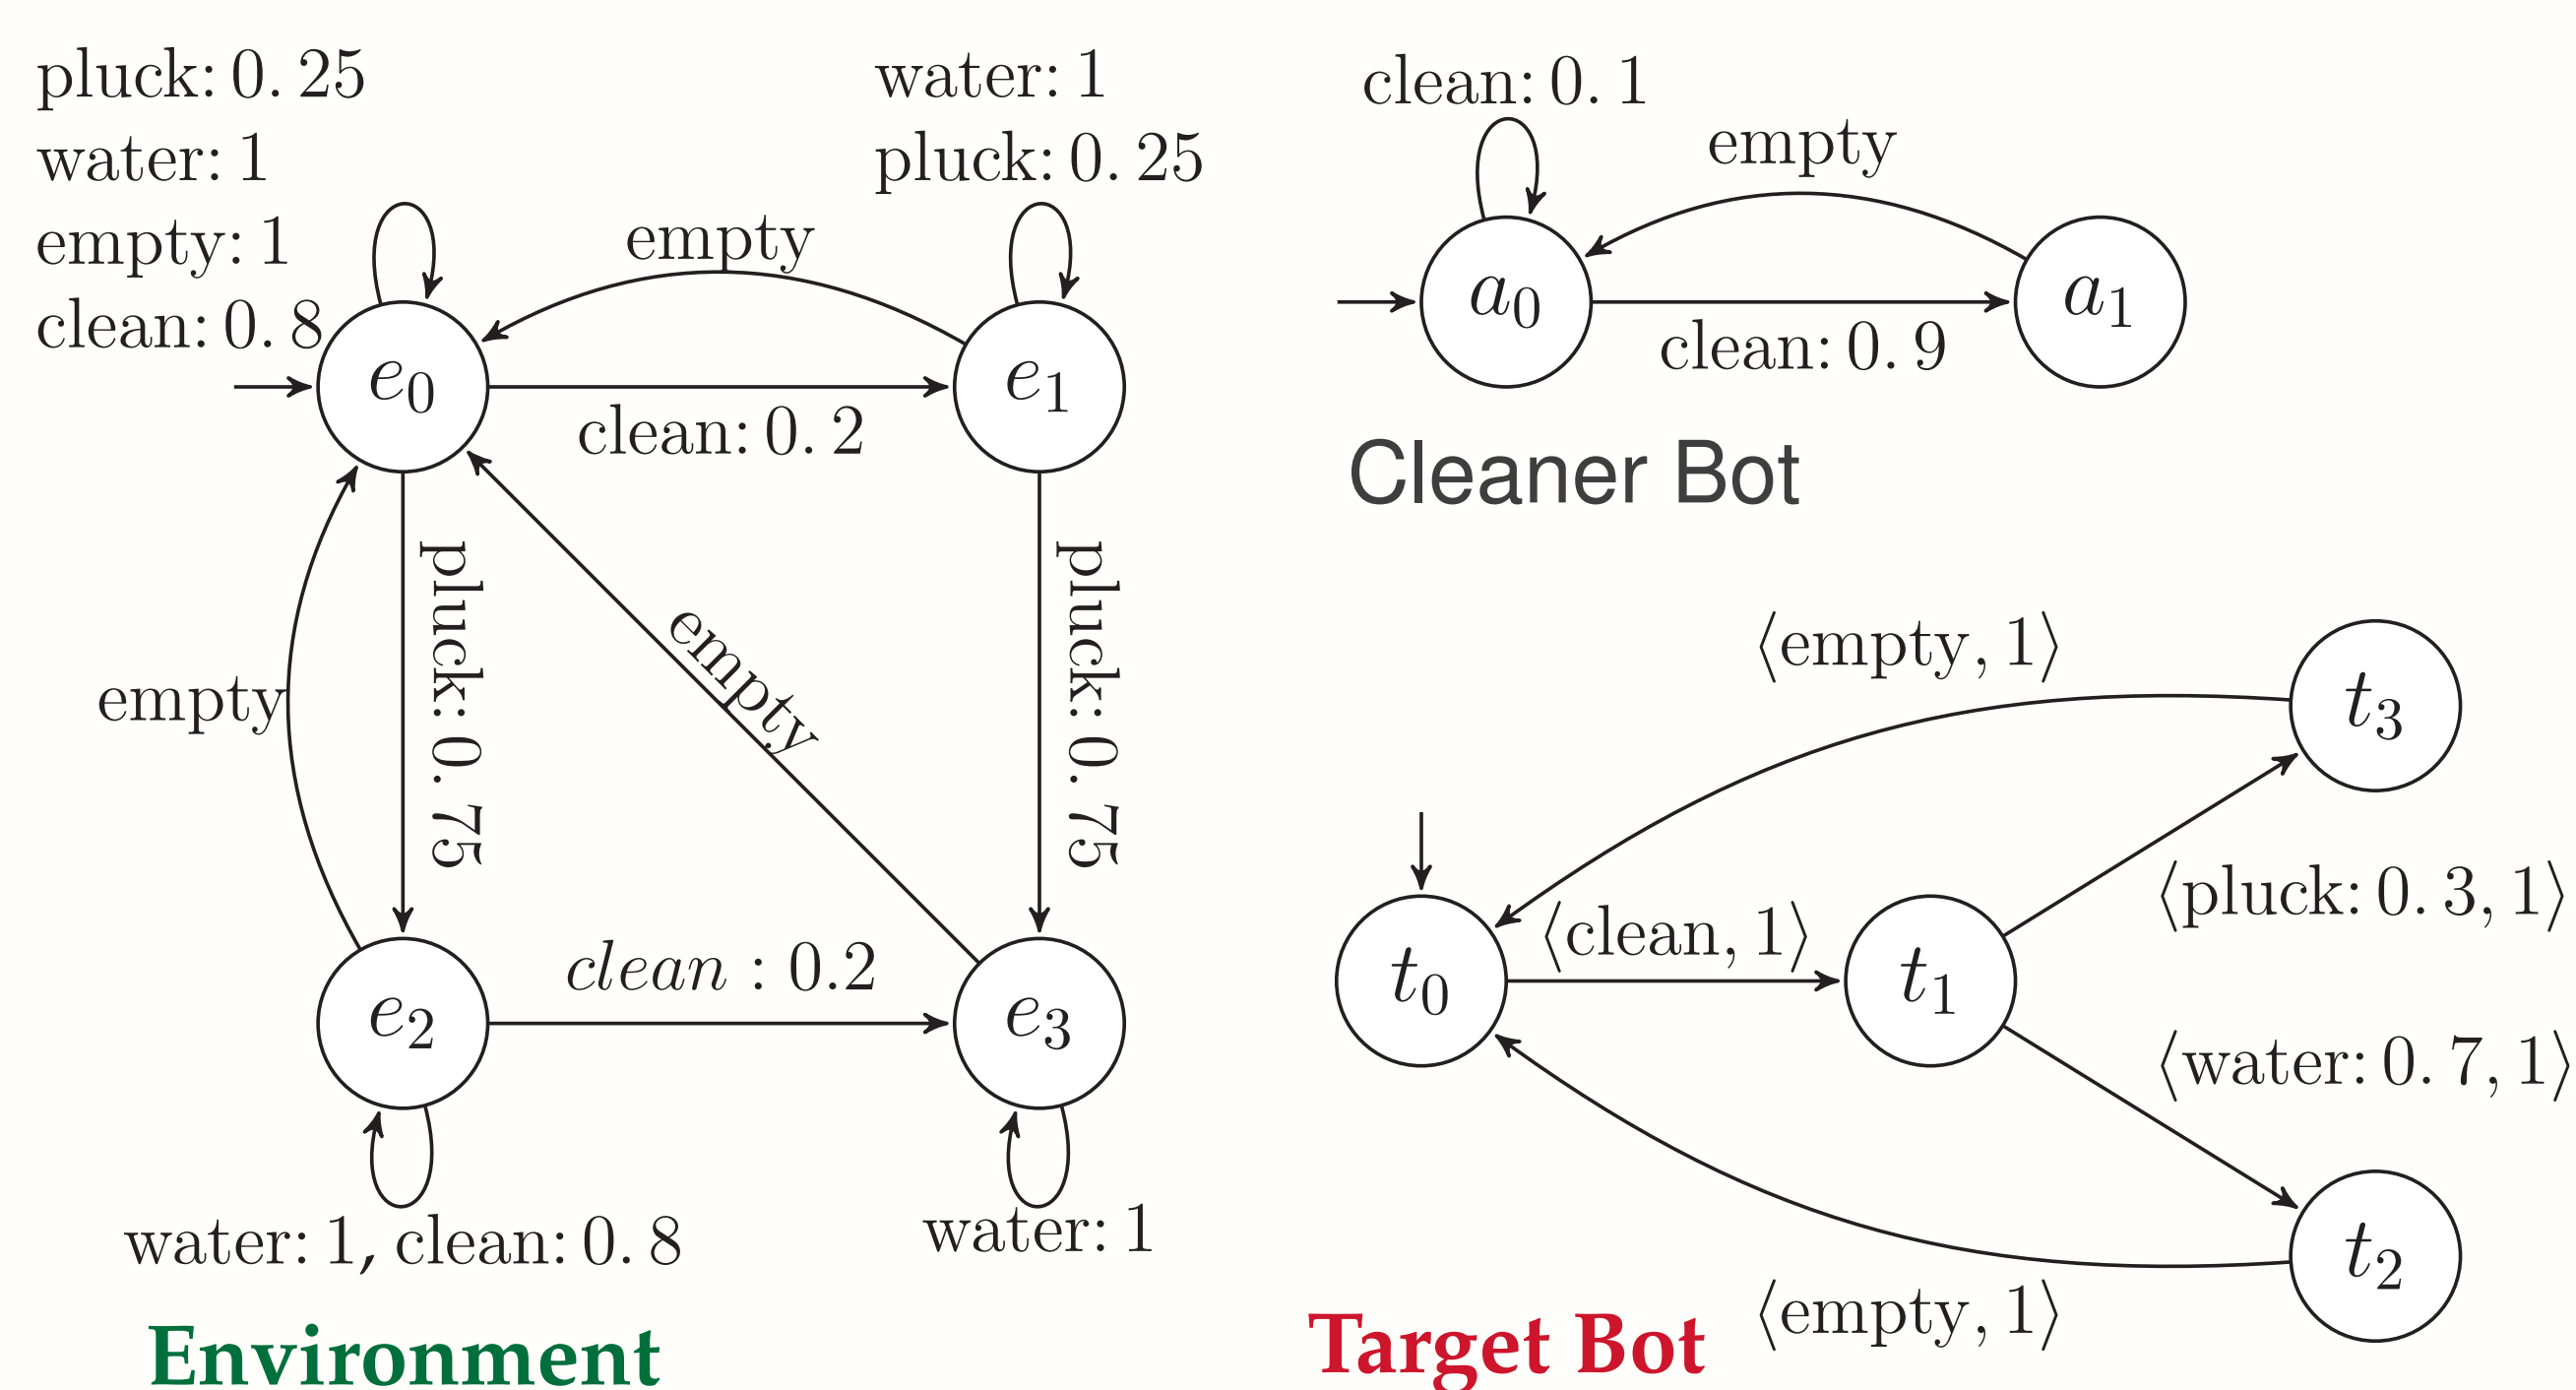 pluck: 0.25
water: 1
empty: 1
clean: 0.8
water: 1
pluck: 0.25
empty
e0
e1
clean: 0.2
pluck: 0.75
pluck: 0.75
empty
empty
clean : 0.2
e2
e3
water: 1, clean: 0.8
water: 1
Environment
clean: 0.1
empty
a0
a1
clean: 0.9
Cleaner Bot
⟨empty, 1⟩
t3
⟨pluck: 0.3, 1⟩
⟨clean, 1⟩
t0
t1
⟨water: 0.7, 1⟩
t2
⟨empty, 1⟩
Target Bot